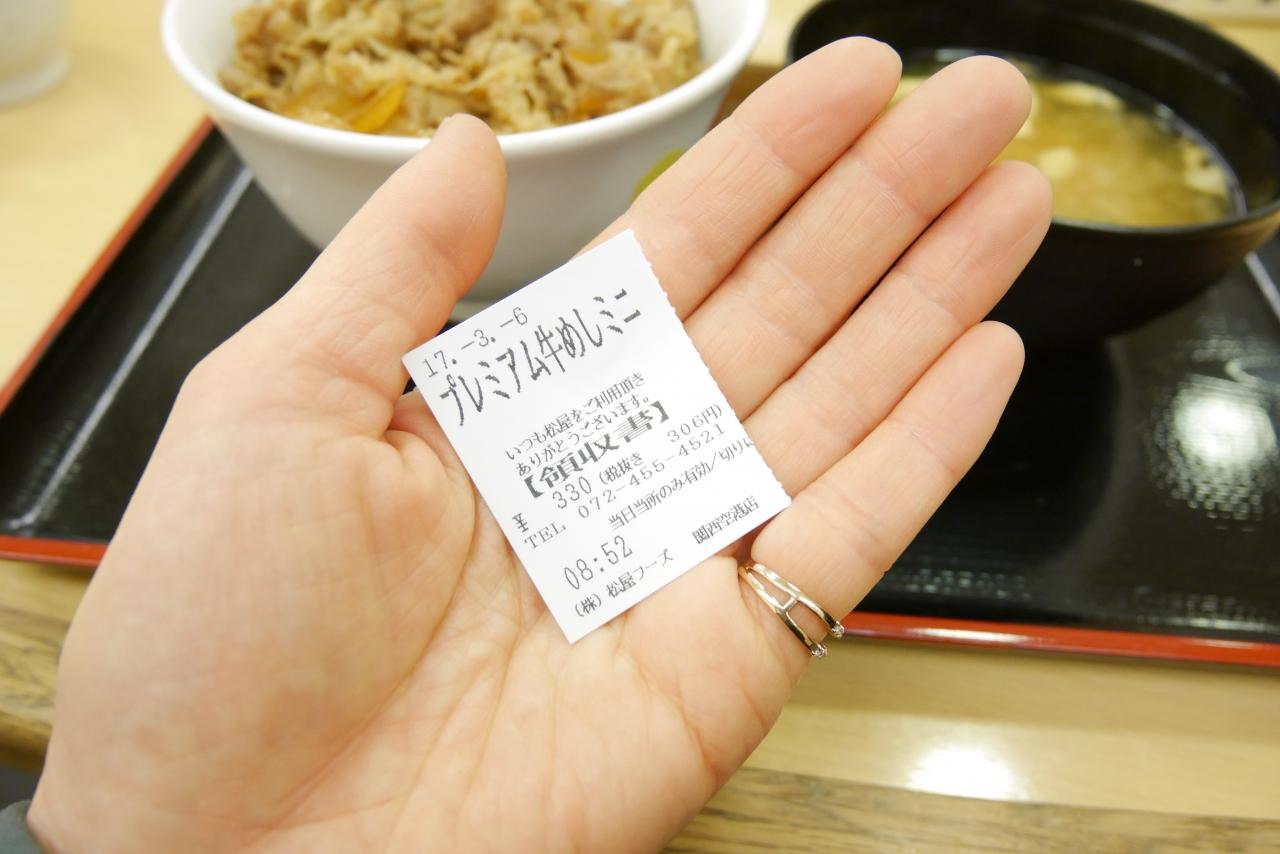 17.-3.-6
プレミアム牛めしミニ
いつも松屋をご利用頂き
ありがとうございます。
【領収書】
¥ 330 (税抜き 306円)
TEL 072-455-4521
当日当所のみ有効/切り
08:52 関西空港店
(株) 松屋フーズ